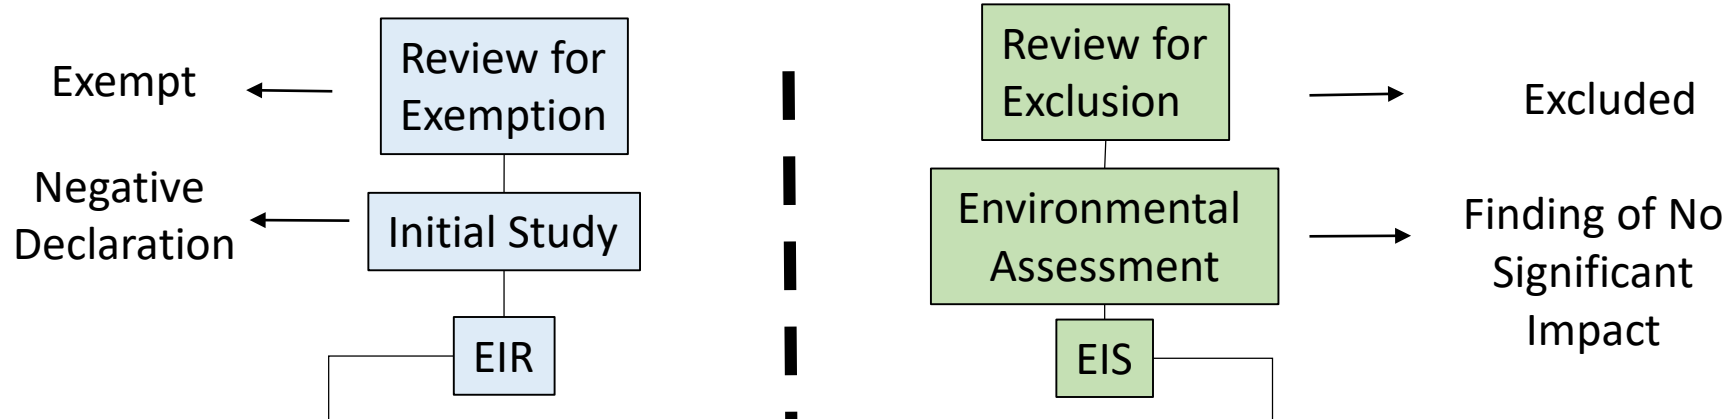 Exempt
Review for
Exemption
Negative
Declaration
Initial Study
EIR
Review for
Exclusion
Excluded
Environmental
Assessment
Finding of No
Significant
Impact
EIS